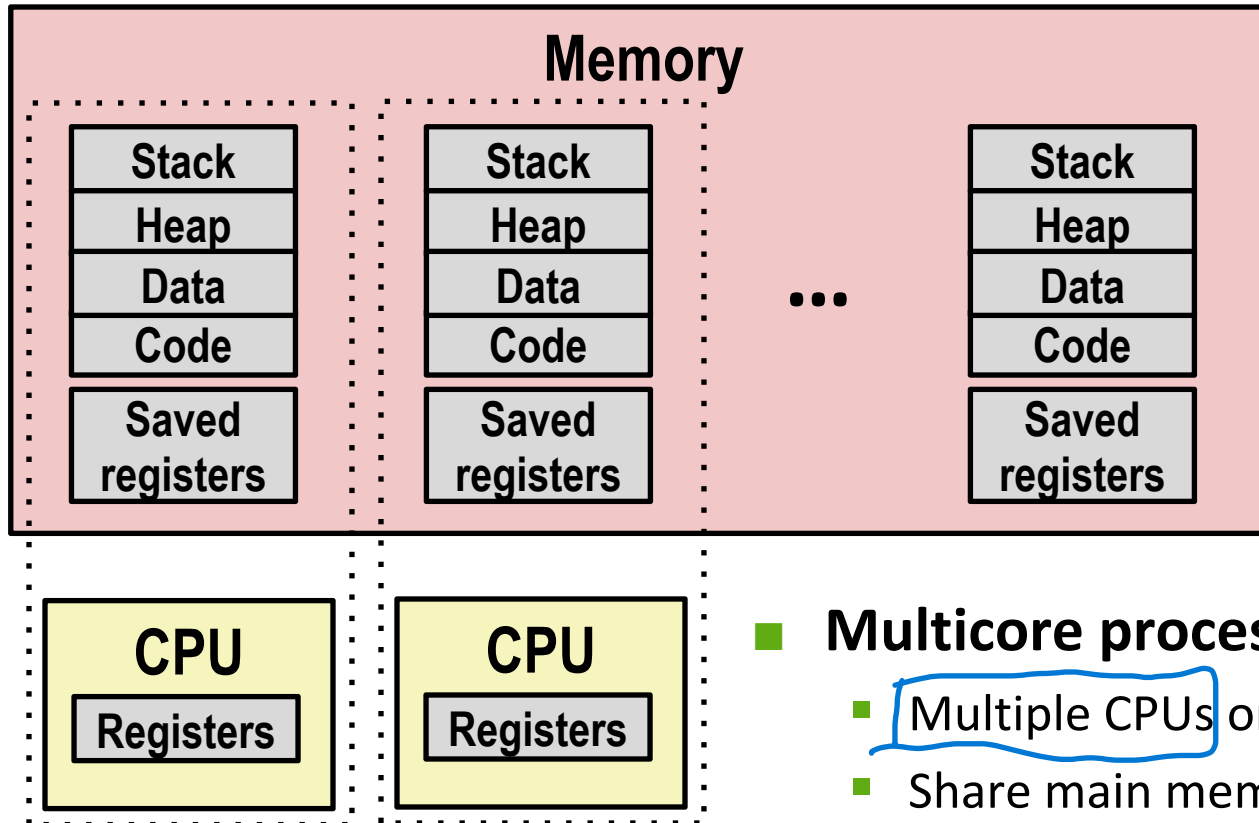 Memory
Stack Stack Stack
Heap Heap Heap
Data Data ... Data
Code Code Code
Saved registers Saved registers Saved registers
CPU CPU
Registers Registers
Multicore proces
Multiple CPUs
Share main mem